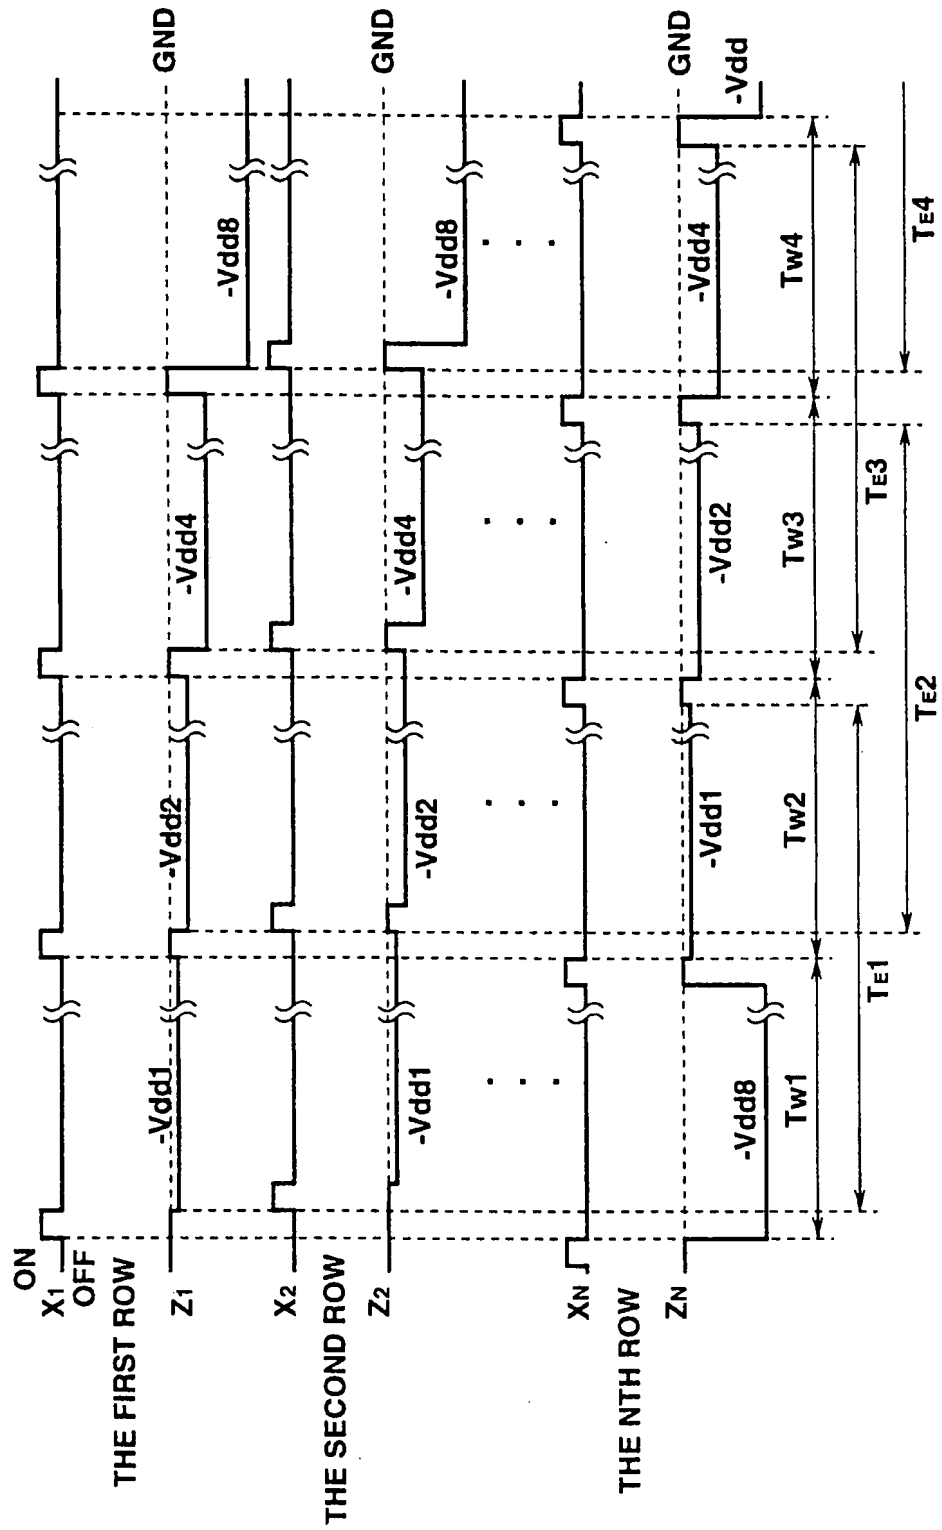 ON
X1
OFF
THE FIRST ROW
Z1
-Vdd1
-Vdd2
-Vdd4
-Vdd8
GND
X2
THE SECOND ROW
Z2
-Vdd1
-Vdd2
-Vdd4
-Vdd8
GND
XN
THE NTH ROW
ZN
-Vdd8
-Vdd1
-Vdd2
-Vdd4
-Vdd
GND
Tw1
Tw2
Tw3
Tw4
TE1
TE3
TE2
TE4